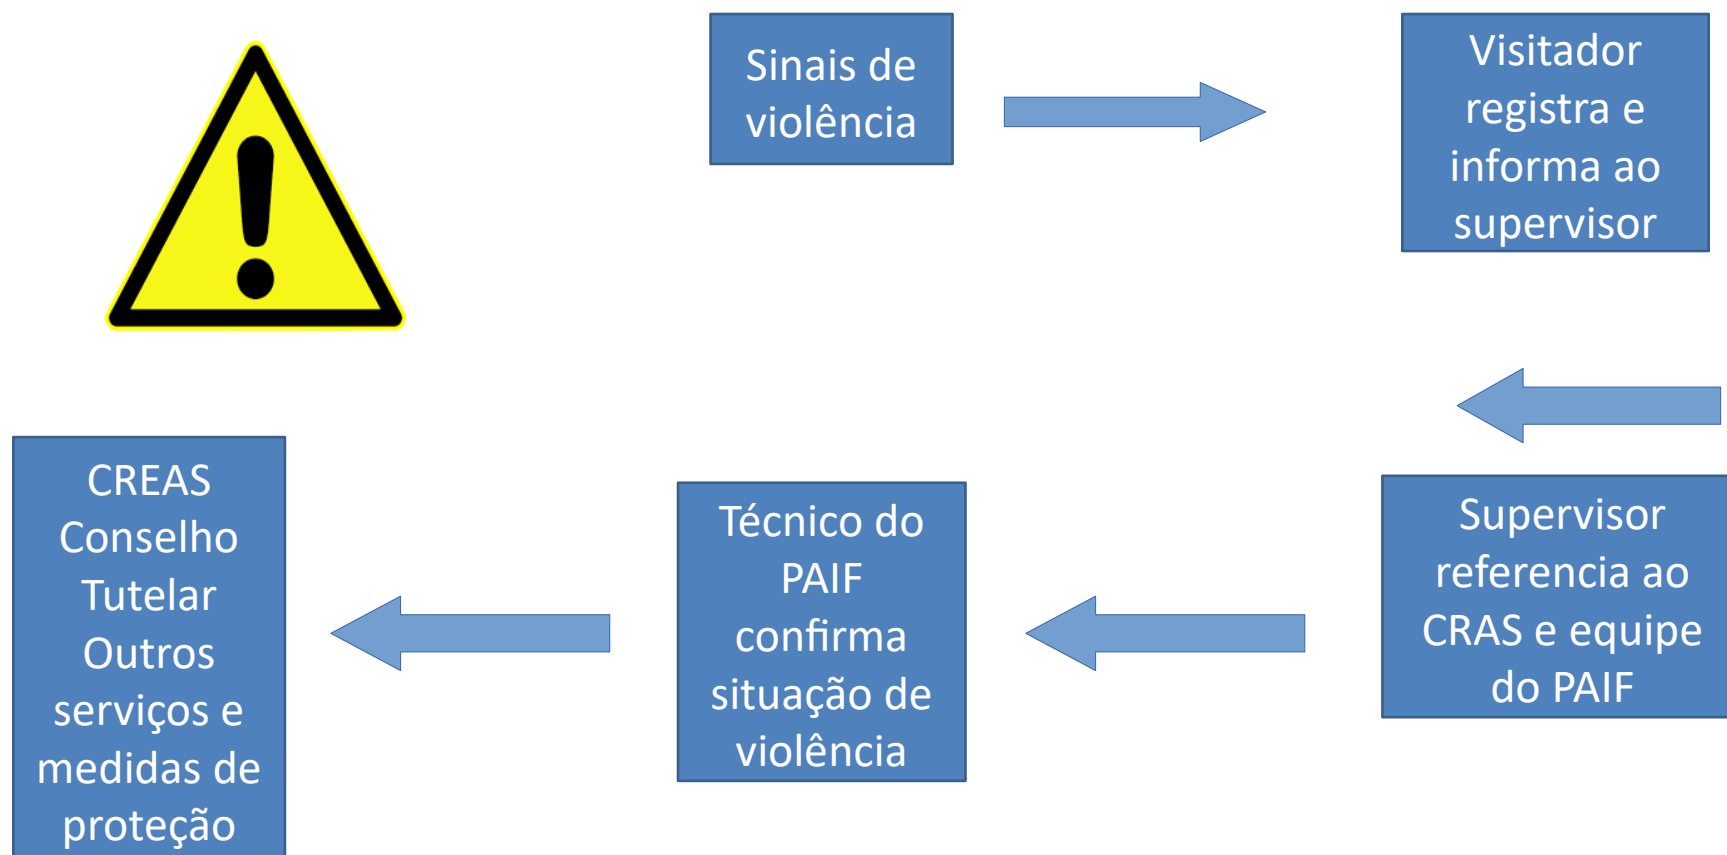 Sinais de
violência
Visitador
registra e
informa ao
supervisor
Supervisor
referencia ao
CRAS e equipe
do PAIF
Técnico do
PAIF
confirma
situação de
violência
CREAS
Conselho
Tutelar
Outros
serviços e
medidas de
proteção